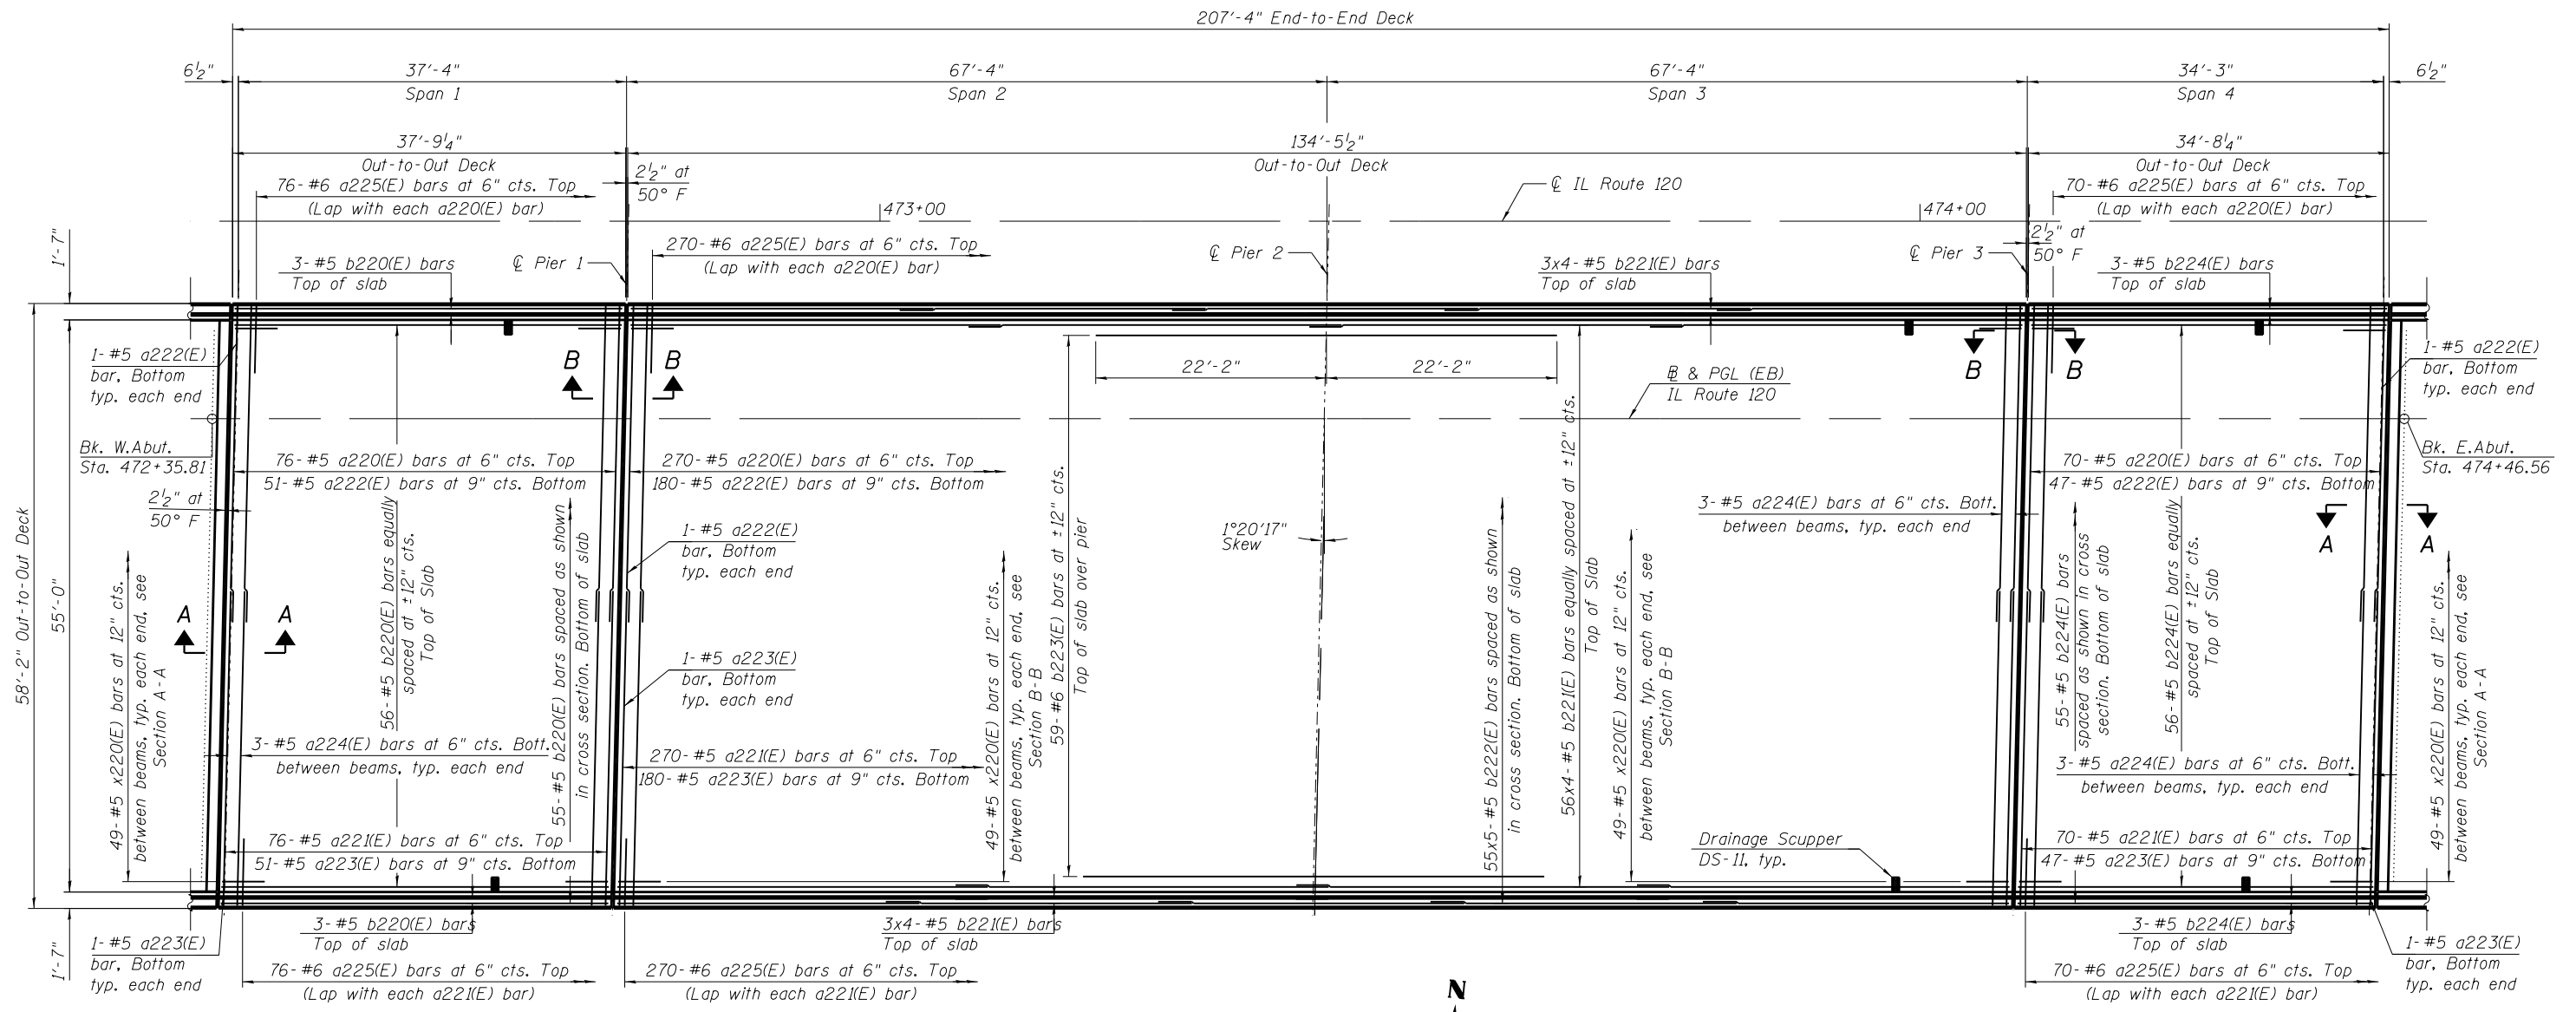 207'-4" End-to-End Deck
6½"
37'-4"
Span 1
67'-4"
Span 2
67'-4"
Span 3
34'-3"
Span 4
6½"
37'-9¼"
Out-to-Out Deck
134'-5½"
Out-to-Out Deck
34'-8¼"
Out-to-Out Deck
76-#6 a225(E) bars at 6" cts. Top
(Lap with each a220(E) bar)
2½" at
50° F
473+00
℄ IL Route 120
474+00
70-#6 a225(E) bars at 6" cts. Top
(Lap with each a220(E) bar)
2½" at
50° F
1'-7"
3-#5 b220(E) bars
Top of slab
℄ Pier 1
270-#6 a225(E) bars at 6" cts. Top
(Lap with each a220(E) bar)
℄ Pier 2
3x4-#5 b221(E) bars
Top of slab
℄ Pier 3
3-#5 b224(E) bars
Top of slab
1-#5 a222(E)
bar, Bottom
typ. each end
B
B
22'-2"
22'-2"
B
B
1-#5 a222(E)
bar, Bottom
typ. each end
ⴹ & PGL (EB)
IL Route 120
Bk. W.Abut.
Sta. 472+35.81
Bk. E.Abut.
Sta. 474+46.56
76-#5 a220(E) bars at 6" cts. Top
51-#5 a222(E) bars at 9" cts. Bottom
270-#5 a220(E) bars at 6" cts. Top
180-#5 a222(E) bars at 9" cts. Bottom
70-#5 a220(E) bars at 6" cts. Top
47-#5 a222(E) bars at 9" cts. Bottom
2½" at
50° F
3-#5 a224(E) bars at 6" cts. Bott.
between beams, typ. each end
1-#5 a222(E)
bar, Bottom
typ. each end
1°20'17"
Skew
58'-2" Out-to-Out Deck
55'-0"
49-#5 x220(E) bars at 12" cts.
between beams, typ. each end, see
Section A-A
A
A
56-#5 b220(E) bars equally
spaced at ±12" cts.
Top of Slab
55-#5 b220(E) bars spaced as shown
in cross section. Bottom of slab
1-#5 a223(E)
bar, Bottom
typ. each end
49-#5 x220(E) bars at 12" cts.
between beams, typ. each end, see
Section B-B
59-#6 b223(E) bars at ±12" cts.
Top of slab over pier
55x5-#5 b222(E) bars spaced as shown
in cross section. Bottom of slab
56x4-#5 b221(E) bars equally spaced at ±12" cts.
Top of Slab
49-#5 x220(E) bars at 12" cts.
between beams, typ. each end, see
Section B-B
55-#5 b224(E) bars
spaced as shown in cross
section. Bottom of slab
56-#5 b224(E) bars equally
spaced at ±12" cts.
Top of Slab
A
A
49-#5 x220(E) bars at 12" cts.
between beams, typ. each end, see
Section A-A
3-#5 a224(E) bars at 6" cts. Bott.
between beams, typ. each end
270-#5 a221(E) bars at 6" cts. Top
180-#5 a223(E) bars at 9" cts. Bottom
3-#5 a224(E) bars at 6" cts. Bott.
between beams, typ. each end
76-#5 a221(E) bars at 6" cts. Top
51-#5 a223(E) bars at 9" cts. Bottom
Drainage Scupper
DS-11, typ.
70-#5 a221(E) bars at 6" cts. Top
47-#5 a223(E) bars at 9" cts. Bottom
1'-7"
1-#5 a223(E)
bar, Bottom
typ. each end
3-#5 b220(E) bars
Top of slab
3x4-#5 b221(E) bars
Top of slab
3-#5 b224(E) bars
Top of slab
1-#5 a223(E)
bar, Bottom
typ. each end
76-#6 a225(E) bars at 6" cts. Top
(Lap with each a221(E) bar)
270-#6 a225(E) bars at 6" cts. Top
(Lap with each a221(E) bar)
70-#6 a225(E) bars at 6" cts. Top
(Lap with each a221(E) bar)
N